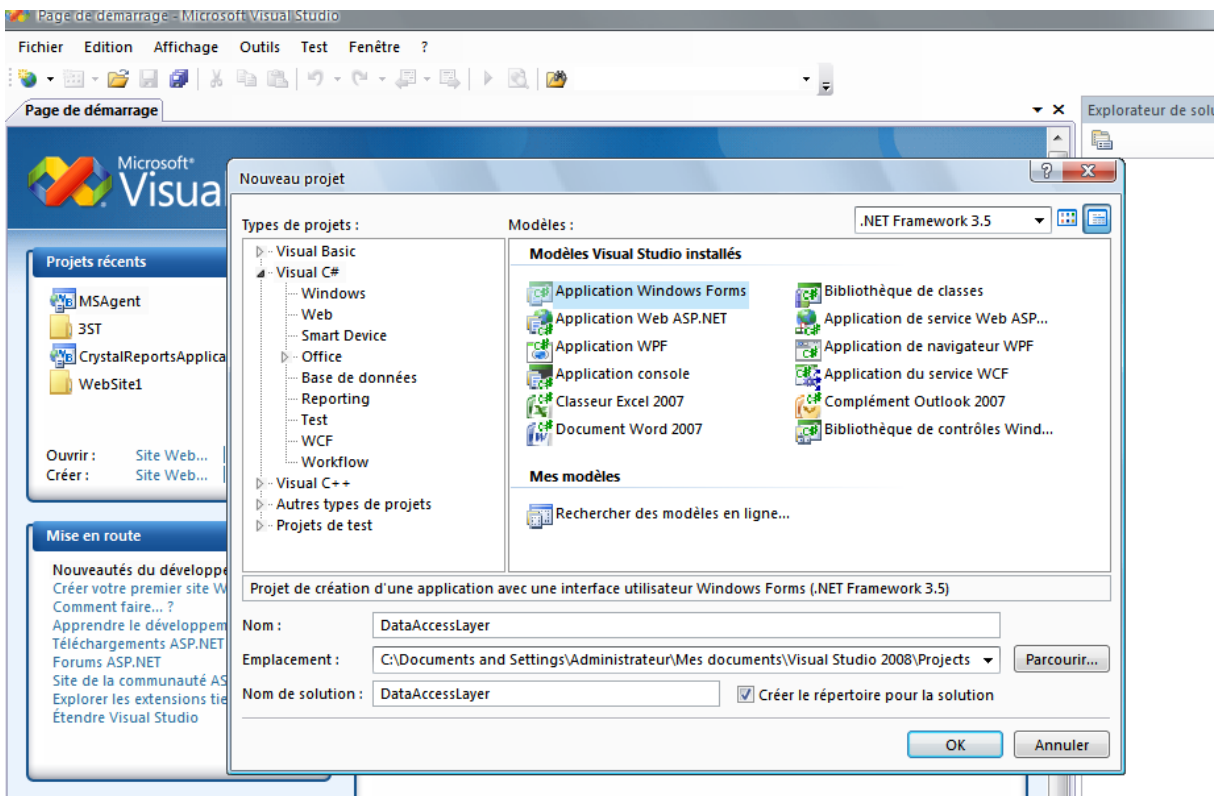 Page de démarrage - Microsoft Visual Studio
Fichier Edition Affichage Outils Test Fenêtre ?
Page de démarrage
Explorateur de solu
Microsoft
Visua
Projets récents
MSAgent
3ST
CrystalReportsApplica
WebSite1
Ouvrir : Site Web...
Créer : Site Web...
Mise en route
Nouveautés du développe
Créer votre premier site W
Comment faire... ?
Apprendre le développem
Téléchargements ASP.NET
Forums ASP.NET
Site de la communauté AS
Explorer les extensions tie
Étendre Visual Studio
Nouveau projet
Types de projets :
Modèles :
.NET Framework 3.5
Visual Basic
Visual C#
Windows
Web
Smart Device
Office
Base de données
Reporting
Test
WCF
Workflow
Visual C++
Autres types de projets
Projets de test
Modèles Visual Studio installés
Application Windows Forms
Bibliothèque de classes
Application Web ASP.NET
Application de service Web ASP...
Application WPF
Application de navigateur WPF
Application console
Application du service WCF
Classeur Excel 2007
Complément Outlook 2007
Document Word 2007
Bibliothèque de contrôles Wind...
Mes modèles
Rechercher des modèles en ligne...
Projet de création d'une application avec une interface utilisateur Windows Forms (.NET Framework 3.5)
Nom : DataAccessLayer
Emplacement : C:\Documents and Settings\Administrateur\Mes documents\Visual Studio 2008\Projects
Parcourir...
Nom de solution : DataAccessLayer
Créer le répertoire pour la solution
OK
Annuler